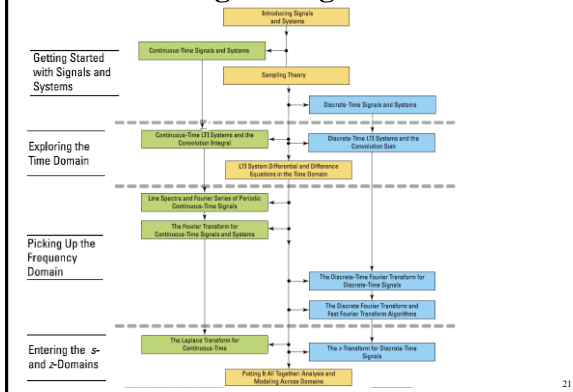 Introducing Signals
and Systems
Getting Started
with Signals and
Systems
Continuous-Time Signals and Systems
Sampling Theory
Discrete-Time Signals and Systems
Exploring the
Time Domain
Continuous-Time LTI Systems and the
Convolution Integral
Discrete-Time LTI Systems and the
Convolution Sum
LTI System Differential and Difference
Equations in the Time Domain
Picking Up the
Frequency
Domain
Line Spectra and Fourier Series of Periodic
Continuous-Time Signals
The Fourier Transform for
Continuous-Time Signals and Systems
The Discrete-Time Fourier Transform for
Discrete-Time Signals
The Discrete Fourier Transform and
Fast Fourier Transform Algorithms
Entering the s-
and z-Domains
The Laplace Transform for
Continuous-Time
The z-Transform for Discrete-Time
Signals
Putting It All Together: Analysis and
Modeling Across Domains
21